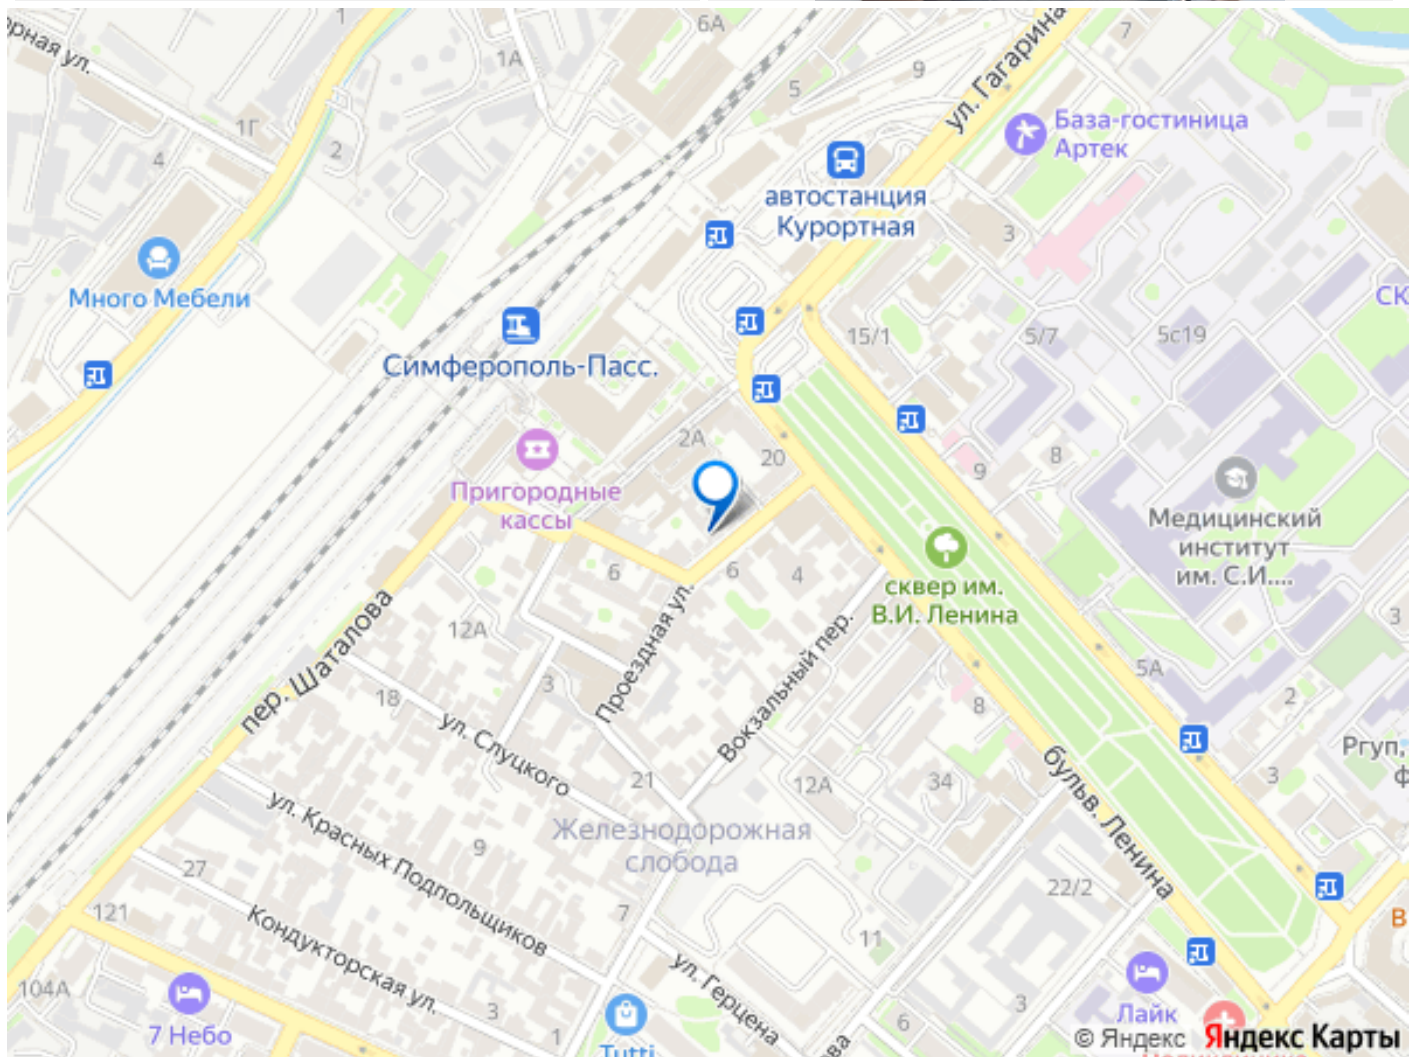 1
6А
7
1А
9
5
ул. Гагарина
ул.
1Г
2
4
База-гостиница
Артек
автостанция
Курортная
3
Много Мебели
СК
Симферополь-Пасс.
15/1
5/7
5с19
2А
20
9
8
Пригородные
кассы
Медицинский
институт
им. С.И....
сквер им.
В.И. Ленина
6
6
4
3
12А
пер. Шаталова
Проездная ул.
Вокзальный пер.
5А
2
18
3
8
ул. Слуцкого
Ргуп,
ф
3
21
12А
34
бульв. Ленина
Железнодорожная
слобода
ул. Красных Подпольщиков
9
27
22/2
121
7
11
В
Кондукторская ул.
ул. Герцена
104А
3
1
7 Небо
Tutti
6
3
Лайк
ова
© Яндекс Яндекс Карты